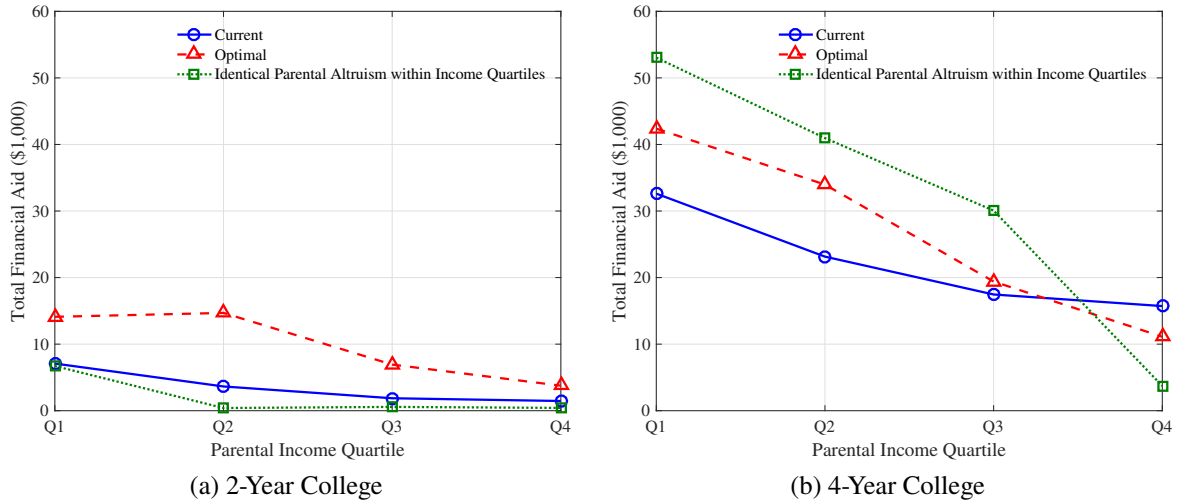 60
50
40
30
20
10
0
Total Financial Aid ($1,000)
Current
Optimal
Identical Parental Altruism within Income Quartiles
Q1 Q2 Q3 Q4
Parental Income Quartile
(a) 2-Year College
60
50
40
30
20
10
0
Total Financial Aid ($1,000)
Current
Optimal
Identical Parental Altruism within Income Quartiles
Q1 Q2 Q3 Q4
Parental Income Quartile
(b) 4-Year College